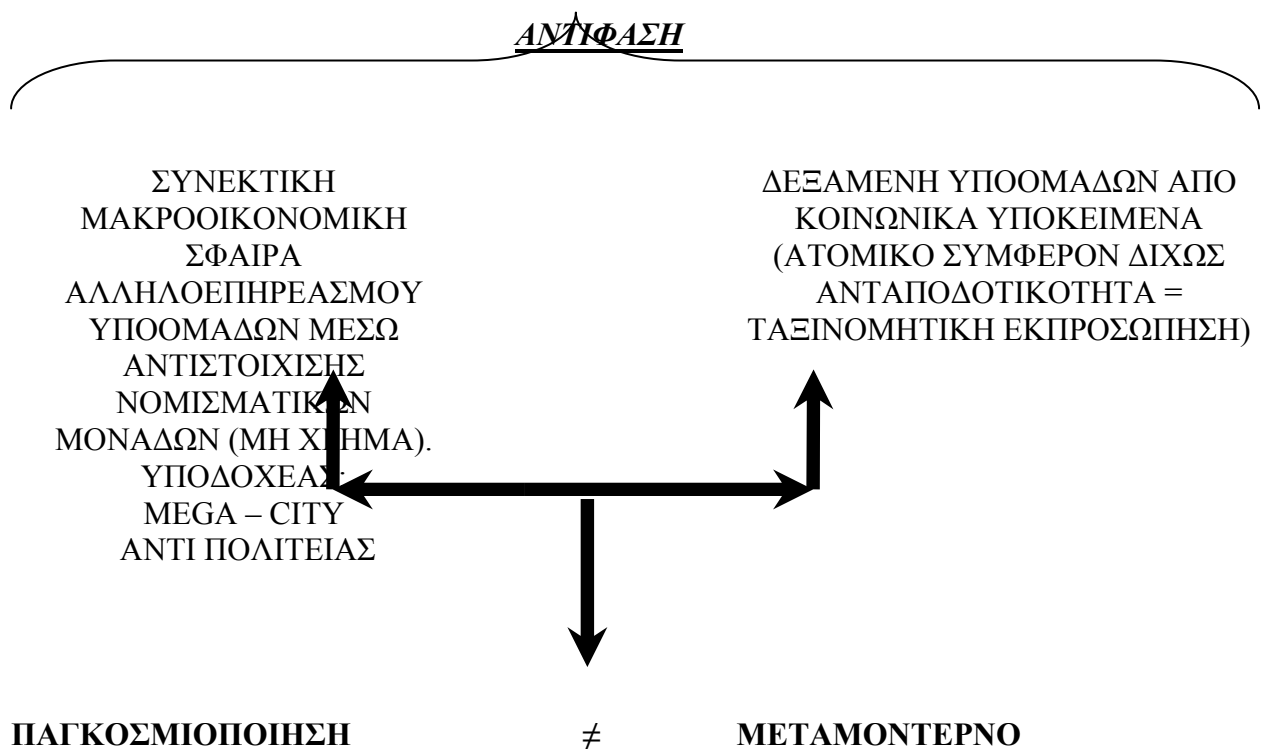 ΑΝΤΙΦΑΣΗ
ΣΥΝΕΚΤΙΚΗ
ΜΑΚΡΟΟΙΚΟΝΟΜΙΚΗ
ΣΦΑΙΡΑ
ΑΛΛΗΛΟΕΠΗΡΕΑΣΜΟΥ
ΥΠΟΟΜΑΔΩΝ ΜΕΣΩ
ΑΝΤΙΣΤΟΙΧΙΣΗΣ
ΝΟΜΙΣΜΑΤΙΚΩΝ
ΜΟΝΑΔΩΝ (ΜΗ ΧΡΗΜΑ).
ΥΠΟΔΟΧΕΑΣ:
MEGA – CITY
ΑΝΤΙ ΠΟΛΙΤΕΙΑΣ
ΔΕΞΑΜΕΝΗ ΥΠΟΟΜΑΔΩΝ ΑΠΟ
ΚΟΙΝΩΝΙΚΑ ΥΠΟΚΕΙΜΕΝΑ
(ΑΤΟΜΙΚΟ ΣΥΜΦΕΡΟΝ ΔΙΧΩΣ
ΑΝΤΑΠΟΔΟΤΙΚΟΤΗΤΑ =
ΤΑΞΙΝΟΜΗΤΙΚΗ ΕΚΠΡΟΣΩΠΗΣΗ)
ΠΑΓΚΟΣΜΙΟΠΟΙΗΣΗ ≠ ΜΕΤΑΜΟΝΤΕΡΝΟ